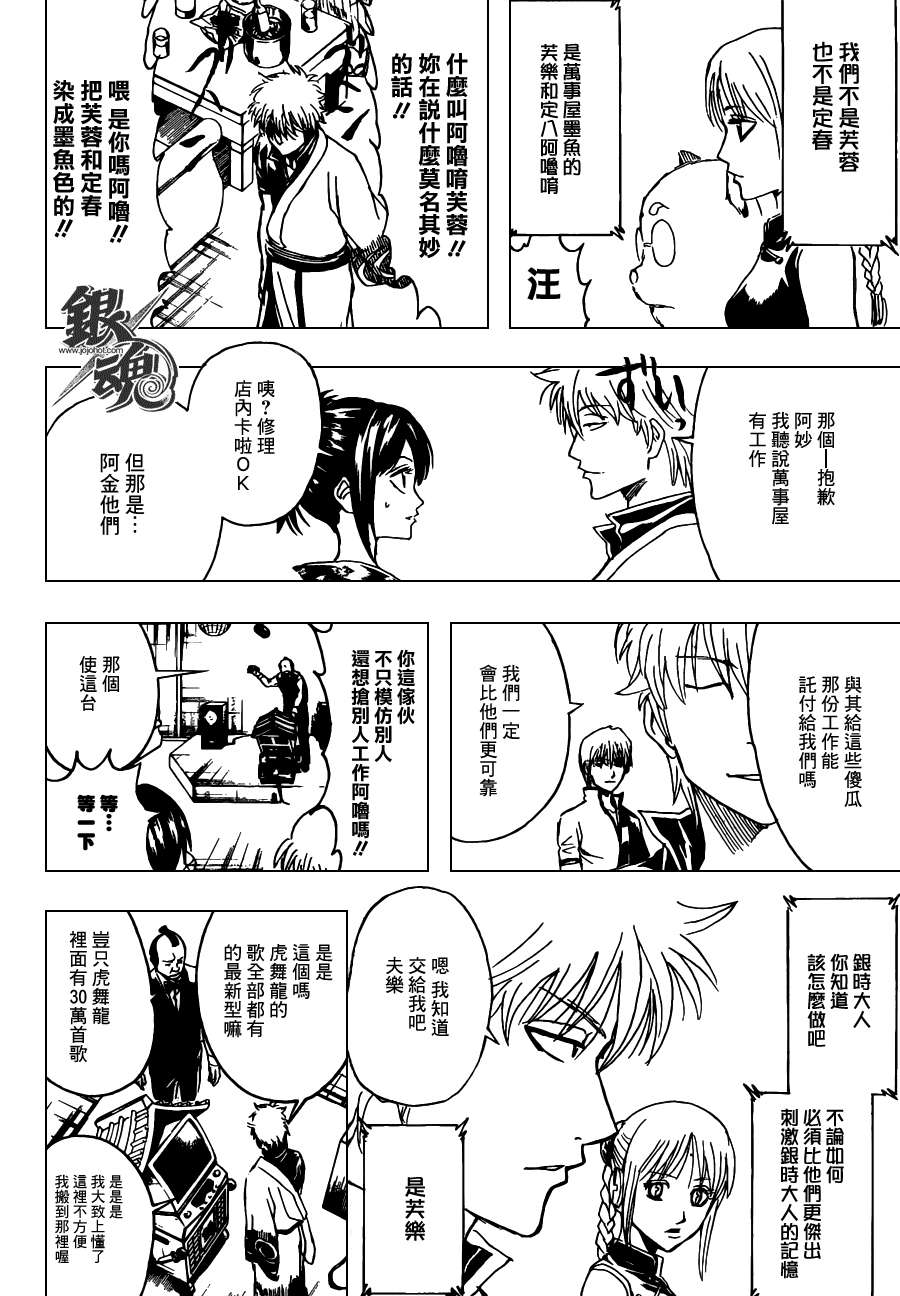 我們不是芙蓉
也不是定春
是萬事屋墨魚的
芙樂和定八阿嚕唷
汪
什麼叫阿嚕唷芙蓉!!
妳在説什麼莫名其妙
的話!!
喂 是你嗎阿嚕!!
把芙蓉和定春
染成墨魚色的!!
銀魂
www.jojohot.com
那個—抱歉
阿妙
我聽說萬事屋
有工作
咦?修理
店內卡啦OK
但那是…
阿金他們
與其給這些傻瓜
那份工作能
託付給我們嗎
我們一定
會比他們更可靠
你這傢伙
不只模仿別人
還想搶別人工作阿嚕嗎!!
那個
使這台
等…
等一下
銀時大人
你知道
該怎麼做吧
不論如何
必須比他們更傑出
刺激銀時大人的記憶
嗯 我知道
交給我吧
夫樂
是芙樂
是是
這個嗎
虎舞龍的
歌全部都有
的最新型嘛
豈只虎舞龍
裡面有30萬首歌
是是是
我大致上懂了
這裡不方便
我搬到那裡喔